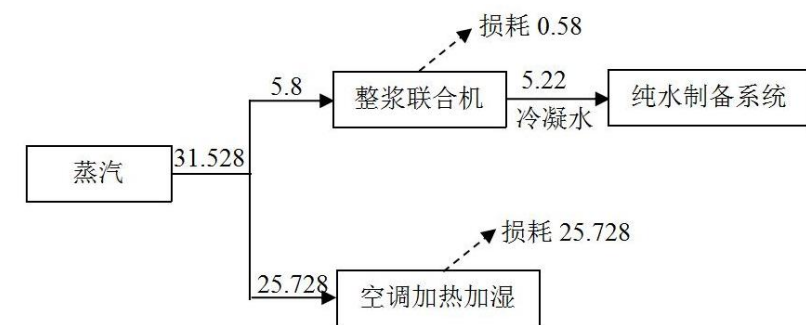 损耗 0.58
5.8
整浆联合机
5.22
冷凝水
纯水制备系统
蒸汽
31.528
损耗 25.728
25.728
空调加热加湿